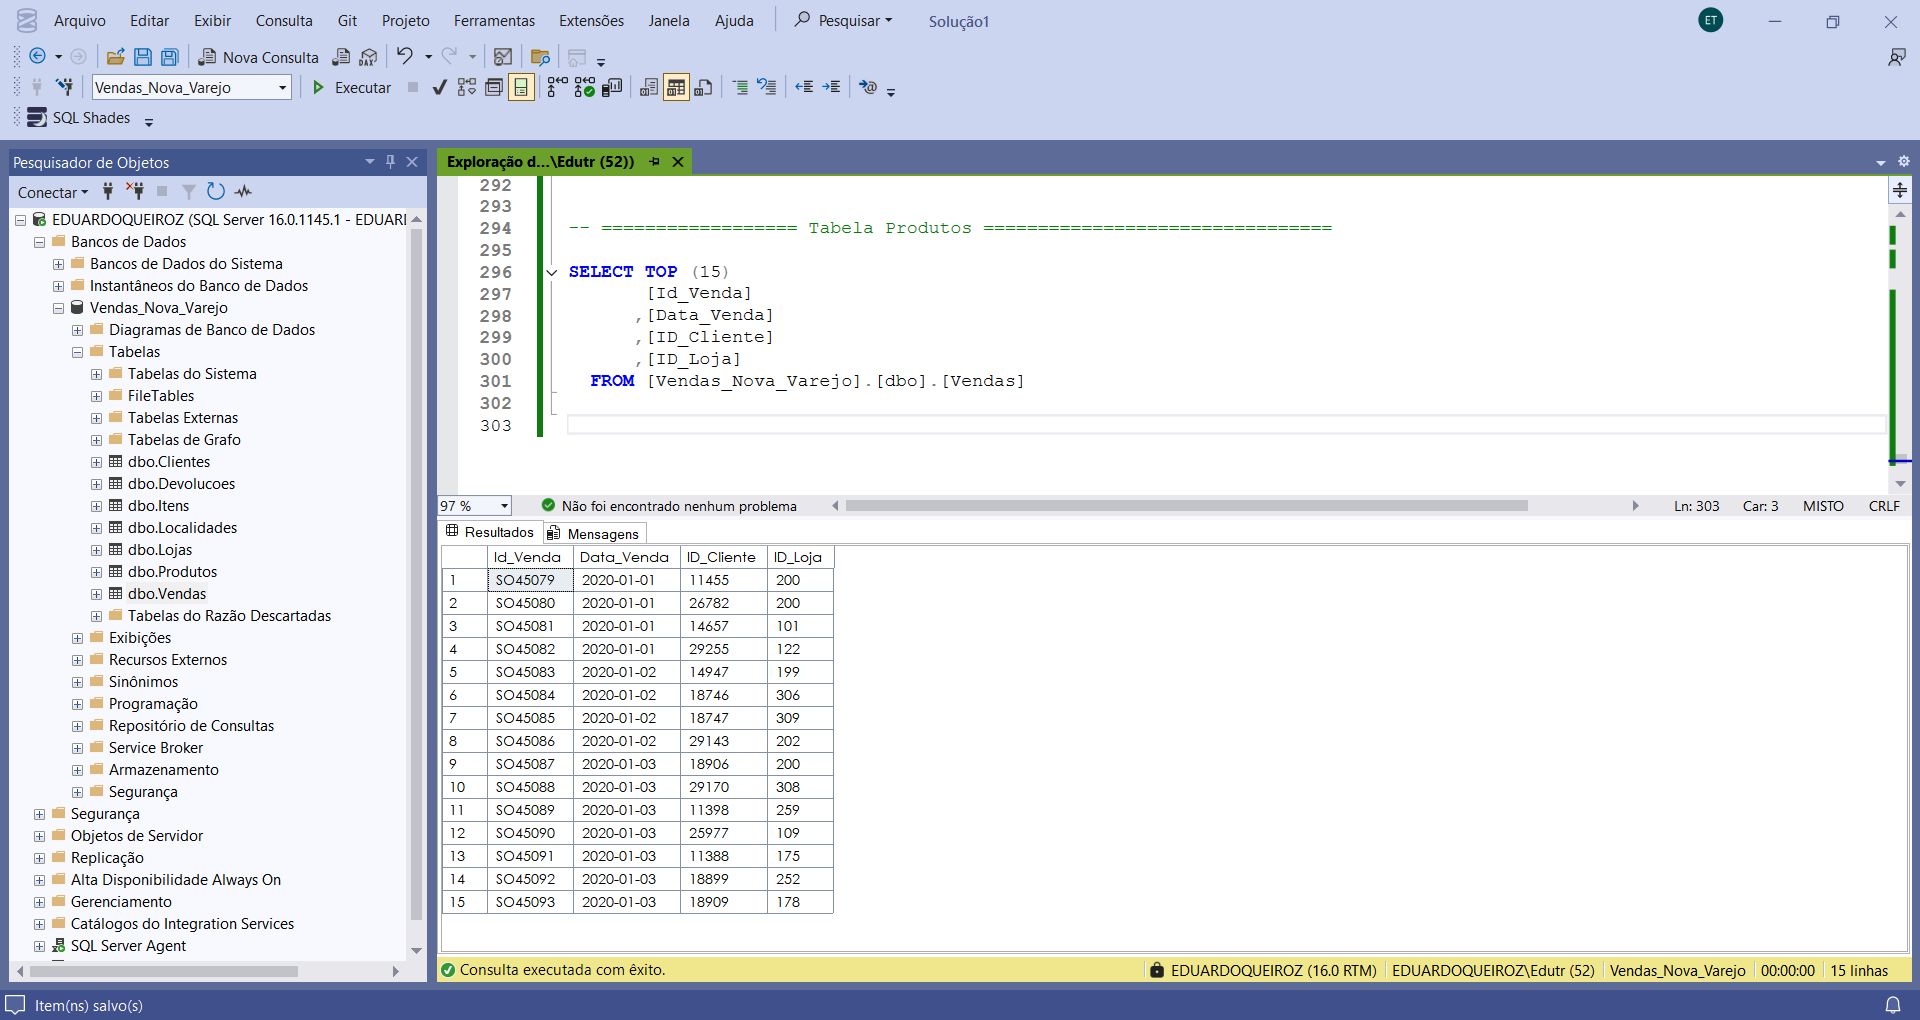 Arquivo Editar Exibir Consulta Git Projeto Ferramentas Extensões Janela Ajuda Pesquisar Solução1 ET
Nova Consulta DAX
Vendas_Nova_Varejo Executar
SQL Shades
Pesquisador de Objetos
Conectar
EDUARDOQUEIROZ (SQL Server 16.0.1145.1 - EDUARI
Bancos de Dados
Bancos de Dados do Sistema
Instantâneos do Banco de Dados
Vendas_Nova_Varejo
Diagramas de Banco de Dados
Tabelas
Tabelas do Sistema
FileTables
Tabelas Externas
Tabelas de Grafo
dbo.Clientes
dbo.Devolucoes
dbo.Itens
dbo.Localidades
dbo.Lojas
dbo.Produtos
dbo.Vendas
Tabelas do Razão Descartadas
Exibições
Recursos Externos
Sinônimos
Programação
Repositório de Consultas
Service Broker
Armazenamento
Segurança
Segurança
Objetos de Servidor
Replicação
Alta Disponibilidade Always On
Gerenciamento
Catálogos do Integration Services
SQL Server Agent
Exploração d...\Edutr (52))
292
293
294 -- ================== Tabela Produtos ================================
295
296 SELECT TOP (15)
297 [Id_Venda]
298 ,[Data_Venda]
299 ,[ID_Cliente]
300 ,[ID_Loja]
301 FROM [Vendas_Nova_Varejo].[dbo].[Vendas]
302
303
97 % Não foi encontrado nenhum problema Ln: 303 Car: 3 MISTO CRLF
Resultados Mensagens
Id_Venda Data_Venda ID_Cliente ID_Loja
1 SO45079 2020-01-01 11455 200
2 SO45080 2020-01-01 26782 200
3 SO45081 2020-01-01 14657 101
4 SO45082 2020-01-01 29255 122
5 SO45083 2020-01-02 14947 199
6 SO45084 2020-01-02 18746 306
7 SO45085 2020-01-02 18747 309
8 SO45086 2020-01-02 29143 202
9 SO45087 2020-01-03 18906 200
10 SO45088 2020-01-03 29170 308
11 SO45089 2020-01-03 11398 259
12 SO45090 2020-01-03 25977 109
13 SO45091 2020-01-03 11388 175
14 SO45092 2020-01-03 18899 252
15 SO45093 2020-01-03 18909 178
Consulta executada com êxito. EDUARDOQUEIROZ (16.0 RTM) EDUARDOQUEIROZ\Edutr (52) Vendas_Nova_Varejo 00:00:00 15 linhas
Item(ns) salvo(s)